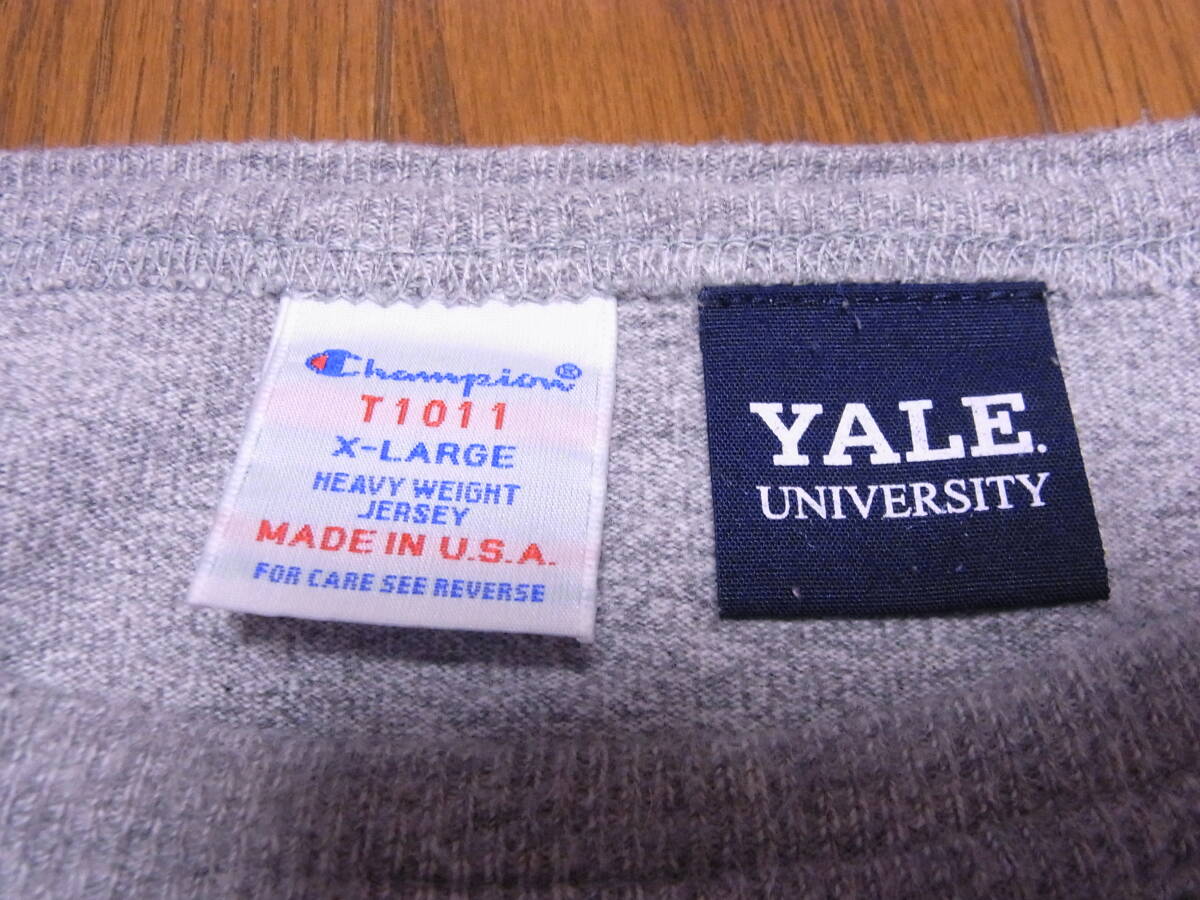 Champion®
T1011
X-LARGE
HEAVY WEIGHT
JERSEY
MADE IN U.S.A.
FOR CARE SEE REVERSE
YALE.
UNIVERSITY